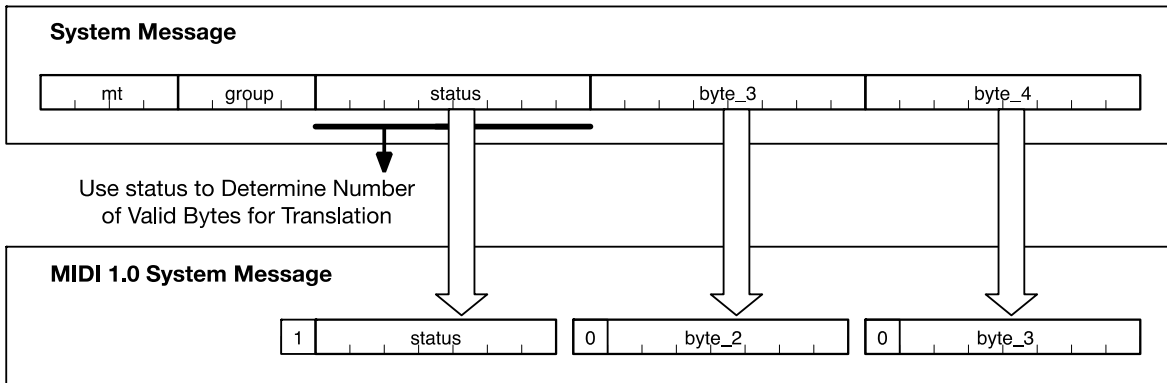 System Message
mt group status byte_3 byte_4
Use status to Determine Number
of Valid Bytes for Translation
MIDI 1.0 System Message
1 status 0 byte_2 0 byte_3